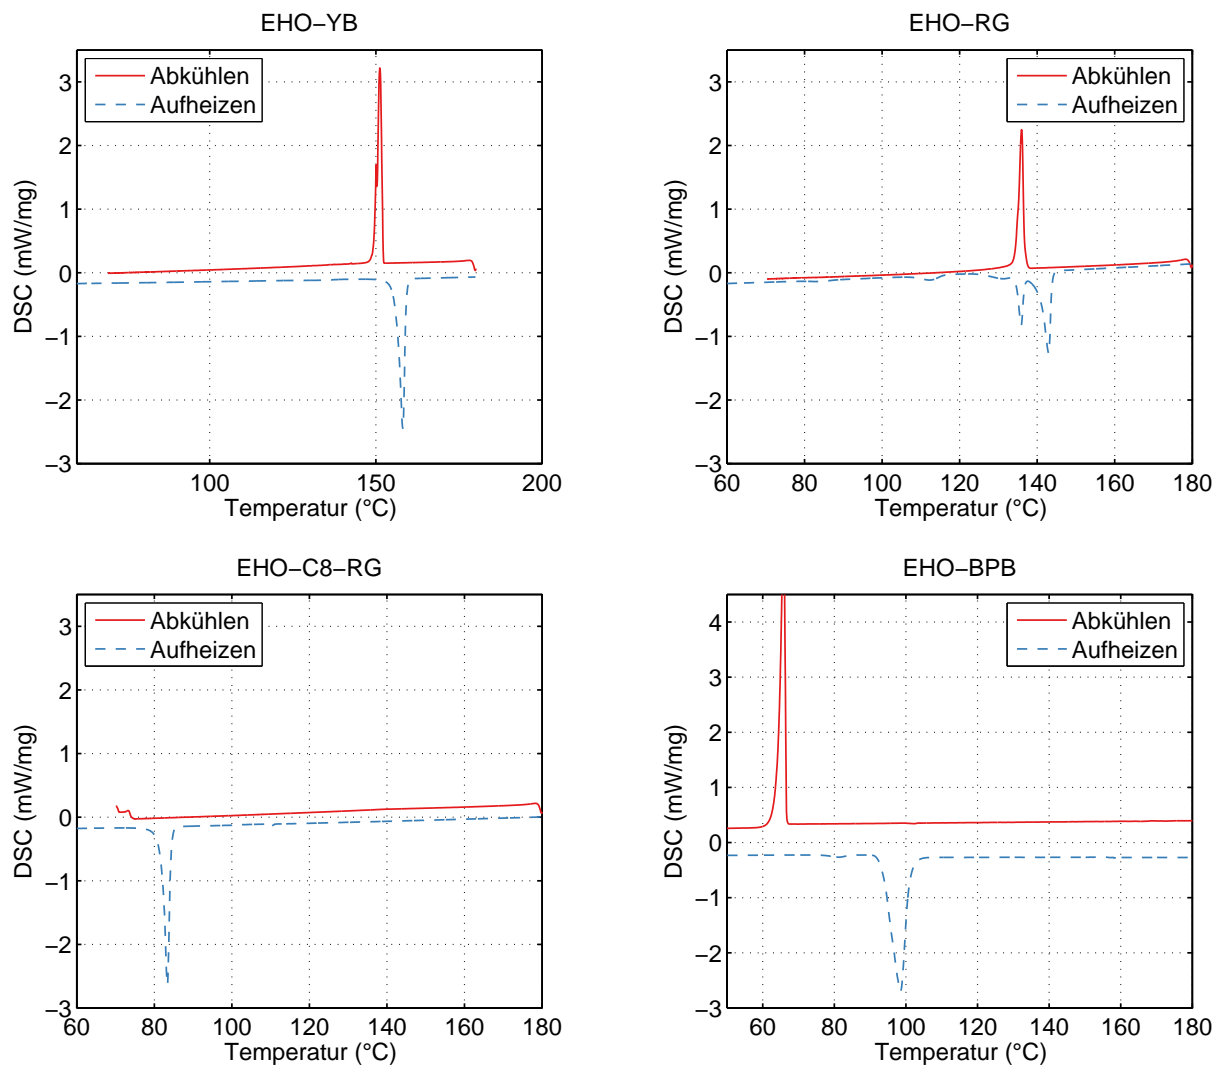 EHO−YB
Abkühlen
Aufheizen
3
2
1
0
−1
−2
−3
100
150
200
DSC (mW/mg)
Temperatur (°C)
EHO−RG
Abkühlen
Aufheizen
3
2
1
0
−1
−2
−3
60
80
100
120
140
160
180
DSC (mW/mg)
Temperatur (°C)
EHO−C8−RG
Abkühlen
Aufheizen
3
2
1
0
−1
−2
−3
60
80
100
120
140
160
180
DSC (mW/mg)
Temperatur (°C)
EHO−BPB
Abkühlen
Aufheizen
4
3
2
1
0
−1
−2
−3
60
80
100
120
140
160
180
DSC (mW/mg)
Temperatur (°C)